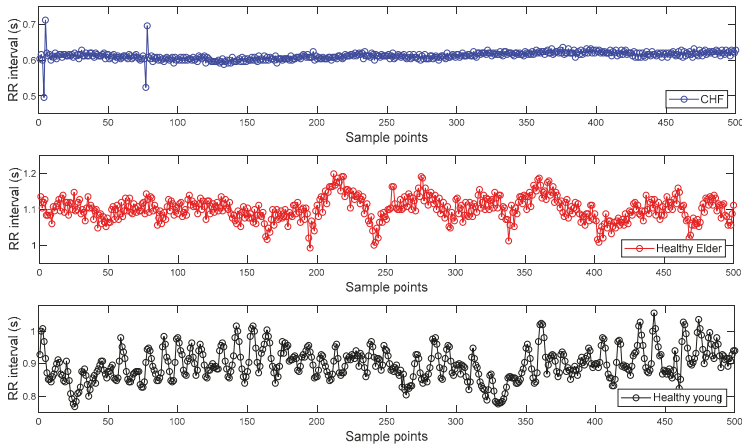 RR interval (s)
0.7
0.6
0.5
0 50 100 150 200 250 300 350 400 450 500
Sample points
CHF
RR interval (s)
1.2
1.1
1
0 50 100 150 200 250 300 350 400 450 500
Sample points
Healthy Elder
RR interval (s)
1
0.9
0.8
0 50 100 150 200 250 300 350 400 450 500
Sample points
Healthy young